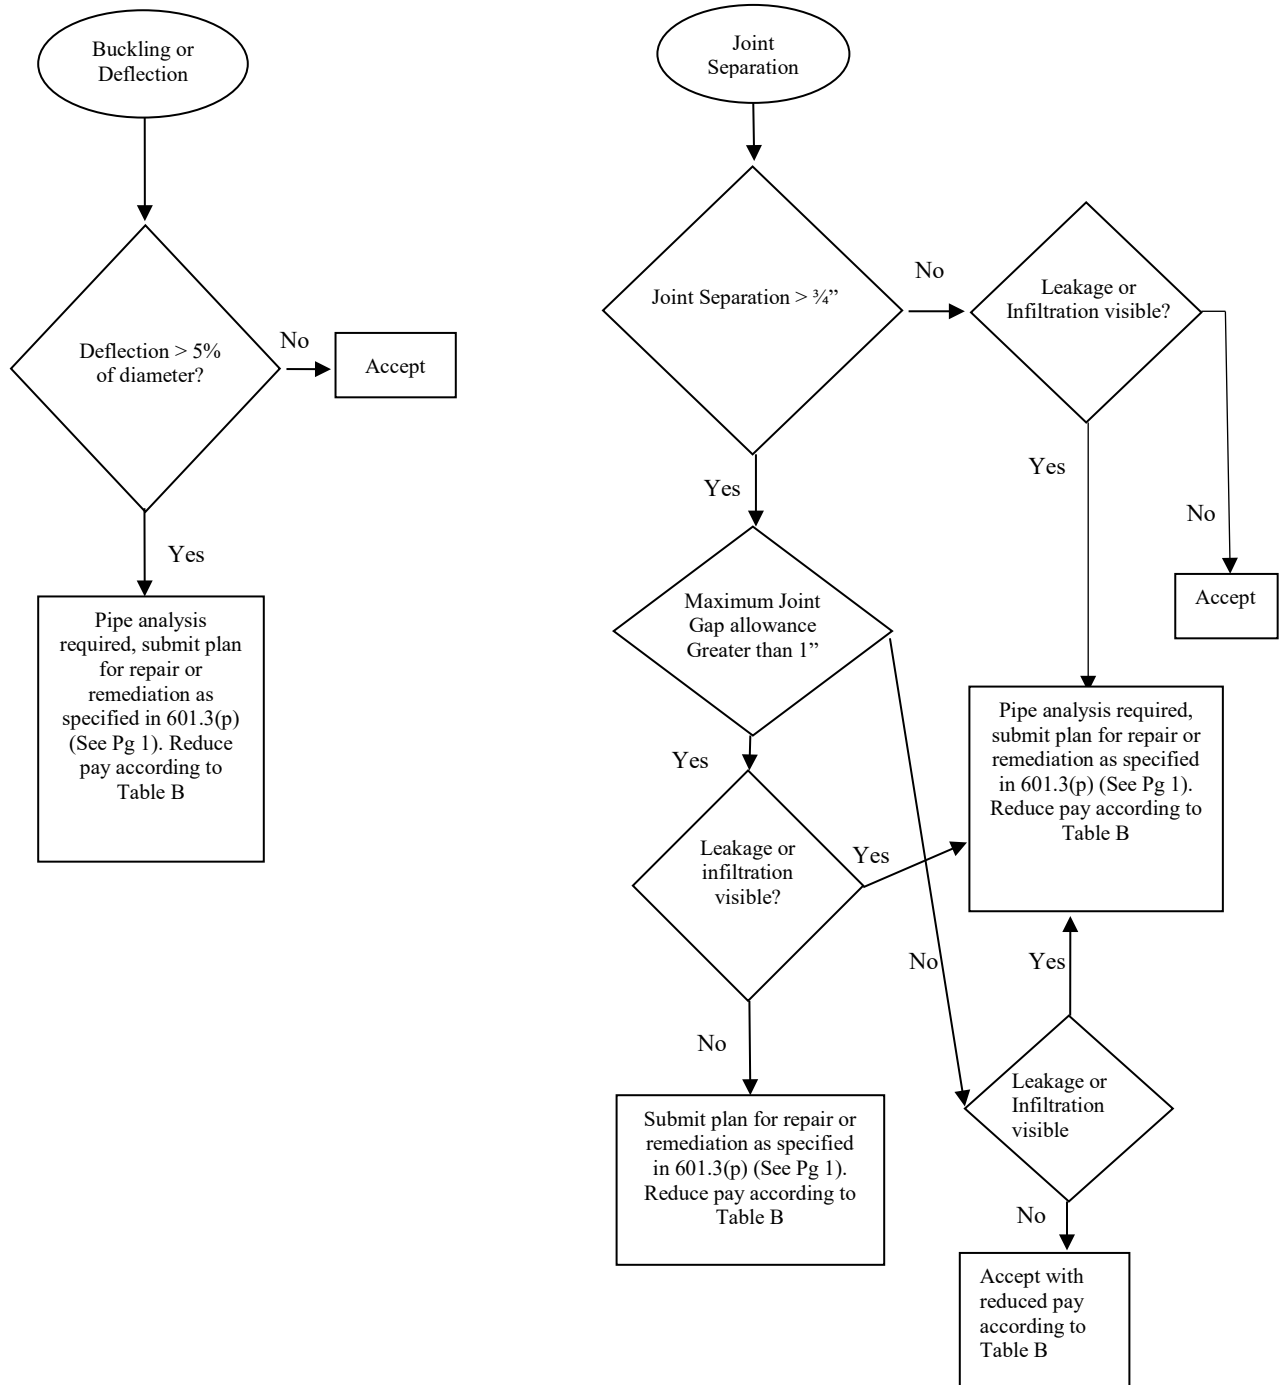 Buckling or
Deflection
Deflection > 5%
of diameter?
No
Accept
Yes
Pipe analysis
required, submit plan
for repair or
remediation as
specified in 601.3(p)
(See Pg 1). Reduce
pay according to
Table B
Joint
Separation
Joint Separation > ¾”
No
Leakage or
Infiltration visible?
Yes
No
Accept
Yes
Maximum Joint
Gap allowance
Greater than 1”
Yes
Leakage or
infiltration
visible?
Yes
Pipe analysis required,
submit plan for repair or
remediation as specified
in 601.3(p) (See Pg 1).
Reduce pay according to
Table B
No
Yes
No
Leakage or
Infiltration
visible
Submit plan for repair or
remediation as specified
in 601.3(p) (See Pg 1).
Reduce pay according to
Table B
No
Accept with
reduced pay
according to
Table B